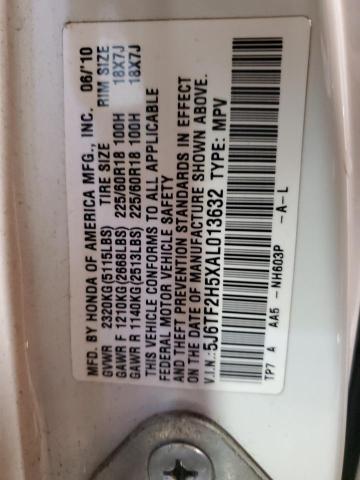 MFD. BY HONDA OF AMERICA MFG., INC. 06/'10
GVWR 2320KG(5115LBS) TIRE SIZE RIM SIZE
GAWR F 1210KG(2668LBS) 225/60R18 100H 18X7J
GAWR R 1140KG(2513LBS) 225/60R18 100H 18X7J
THIS VEHICLE CONFORMS TO ALL APPLICABLE
FEDERAL MOTOR VEHICLE SAFETY
AND THEFT PREVENTION STANDARDS IN EFFECT
ON THE DATE OF MANUFACTURE SHOWN ABOVE.
V.I.N.: 5J6TF2H5XAL013632 TYPE: MPV
TP7 A AA5 - NH603P -A-L